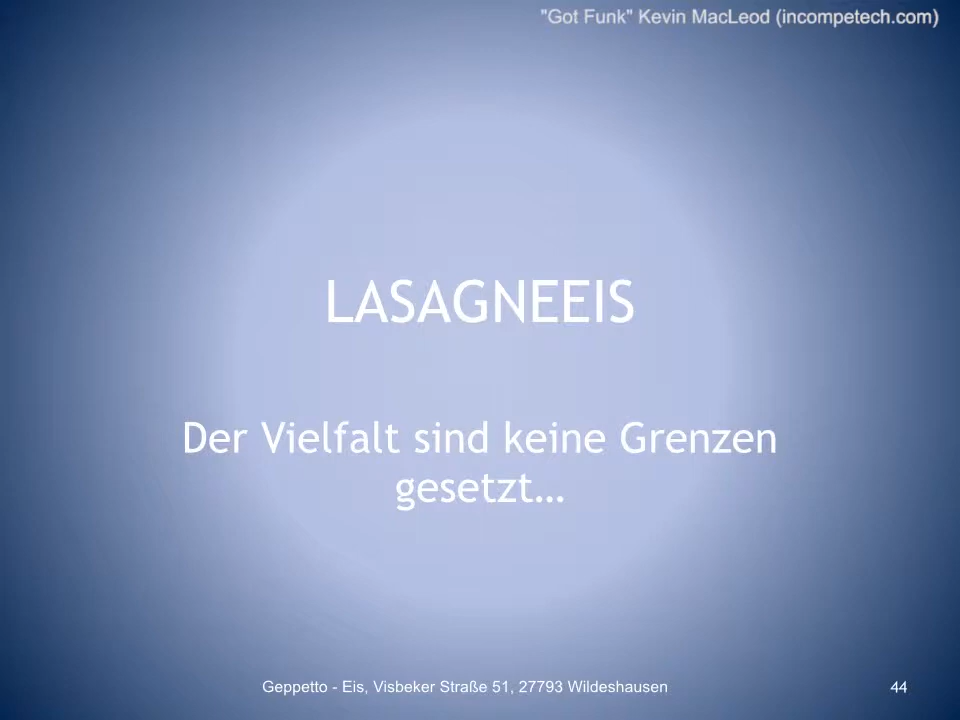 "Got Funk" Kevin MacLeod (incompetech.com)
LASAGNEEIS
Der Vielfalt sind keine Grenzen
gesetzt…
Geppetto - Eis, Visbeker Straße 51, 27793 Wildeshausen
44